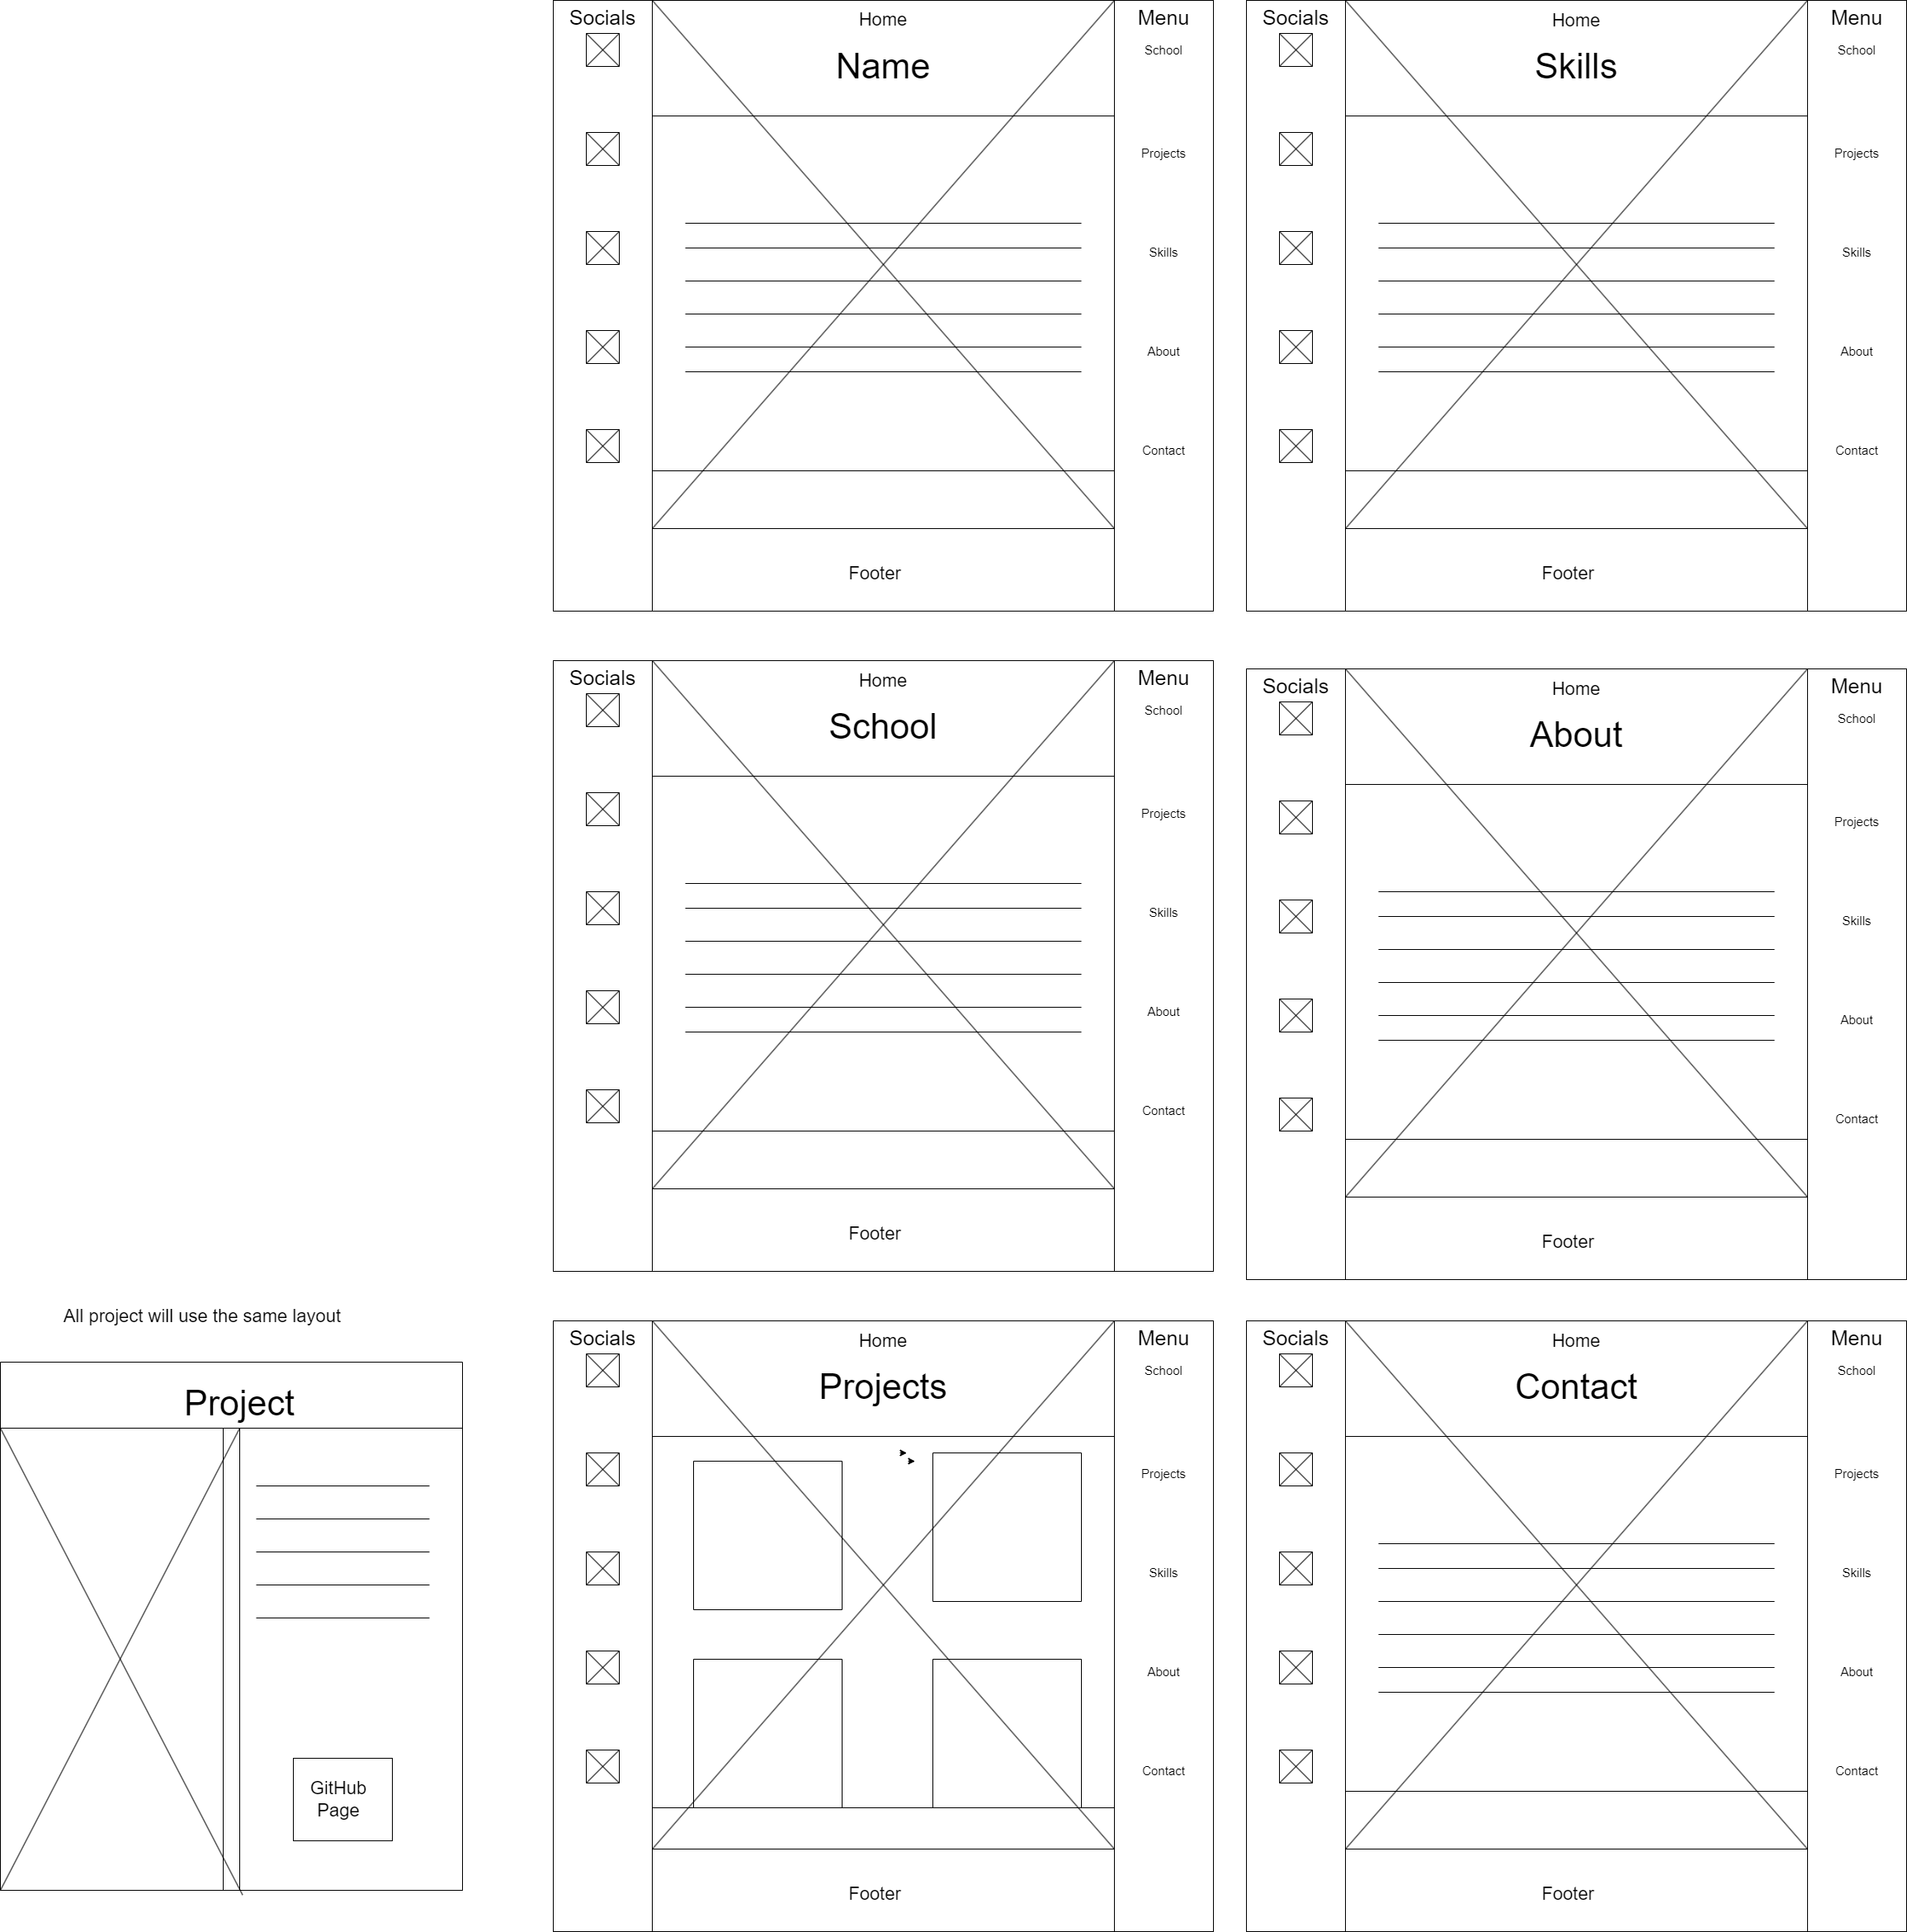 Socials
Home
Name
Menu
School
Projects
Skills
About
Contact
Footer
Socials
Home
Skills
Menu
School
Projects
Skills
About
Contact
Footer
Socials
Home
School
Menu
School
Projects
Skills
About
Contact
Footer
Socials
Home
About
Menu
School
Projects
Skills
About
Contact
Footer
All project will use the same layout
Project
GitHub
Page
Socials
Home
Projects
Menu
School
Projects
Skills
About
Contact
Footer
Socials
Home
Contact
Menu
School
Projects
Skills
About
Contact
Footer